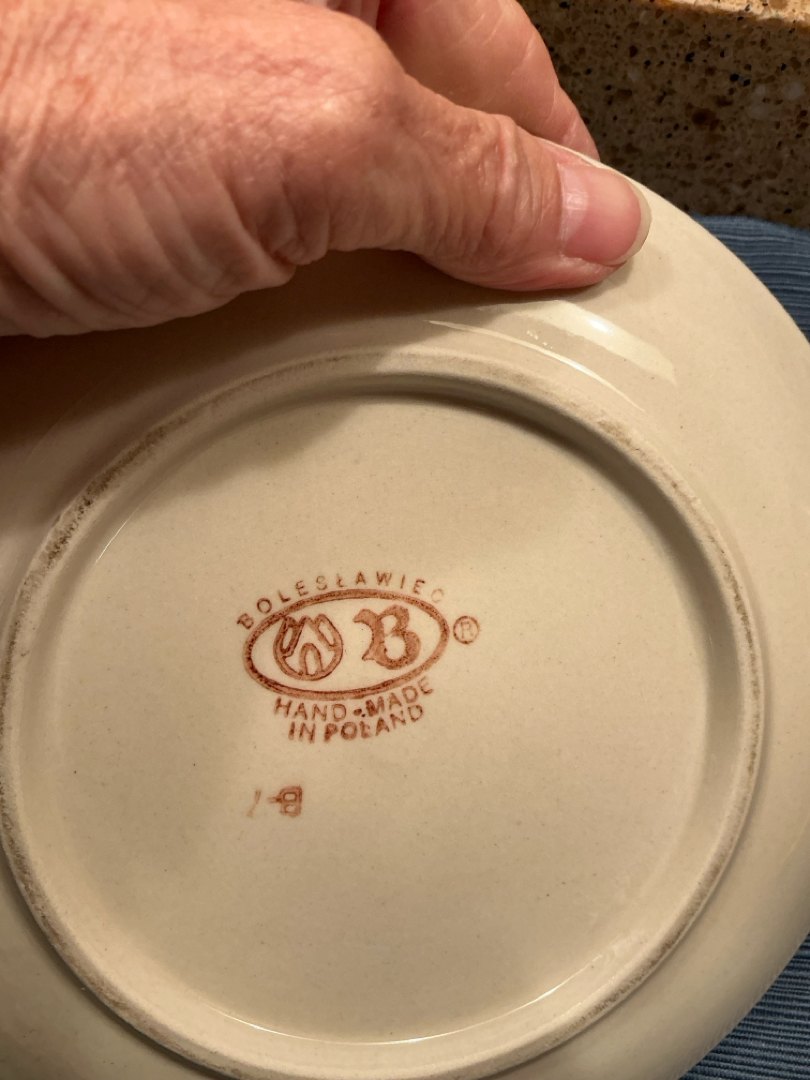 BOLESŁAWIEC
B ®
HAND-MADE
IN POLAND